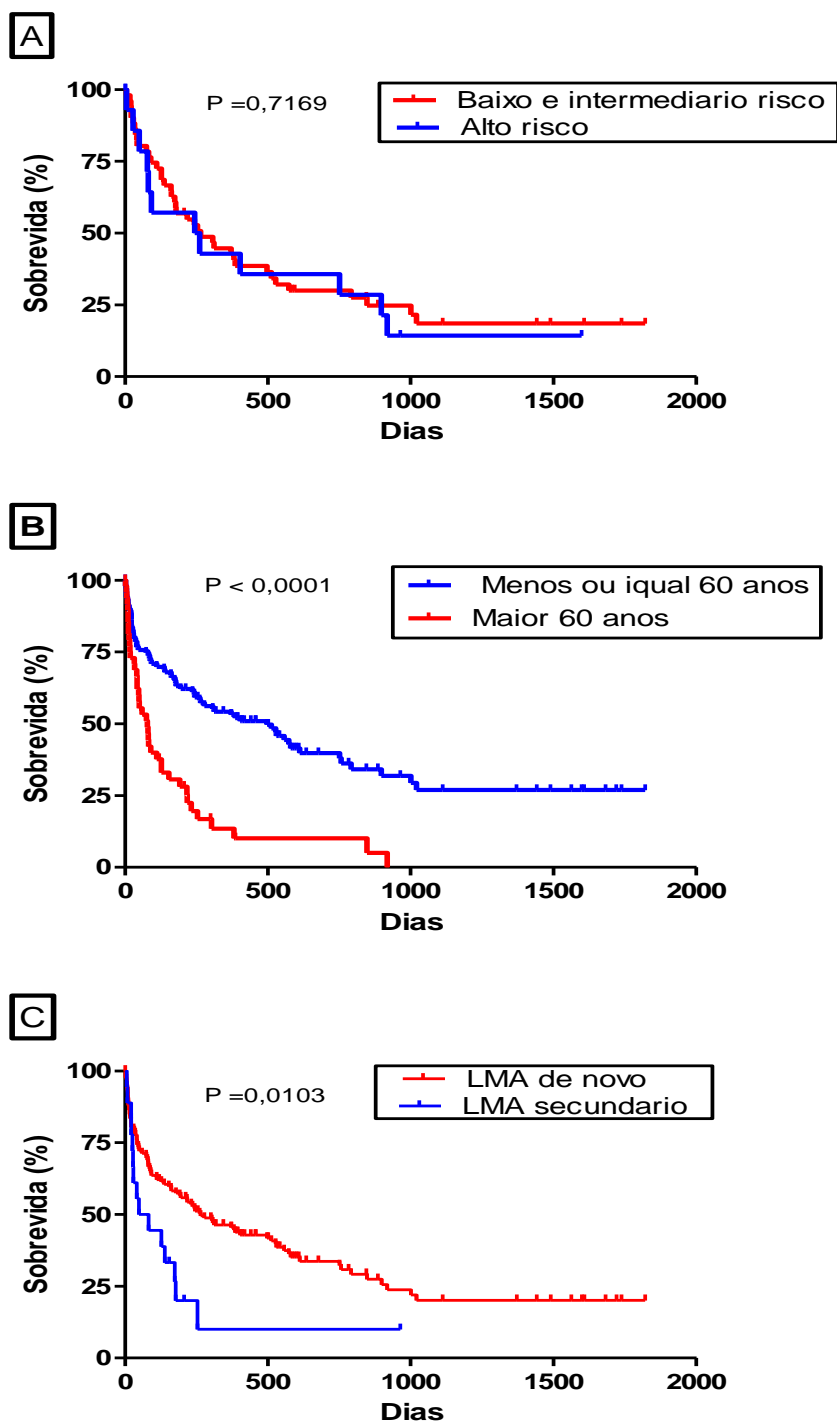 A
P =0,7169
Baixo e intermediario risco
Alto risco
Sobrevida (%)
100
75
50
25
0
0 500 1000 1500 2000
Dias
B
P < 0,0001
Menos ou iqual 60 anos
Maior 60 anos
Sobrevida (%)
100
75
50
25
0
0 500 1000 1500 2000
Dias
C
P =0,0103
LMA de novo
LMA secundario
Sobrevida (%)
100
75
50
25
0
0 500 1000 1500 2000
Dias